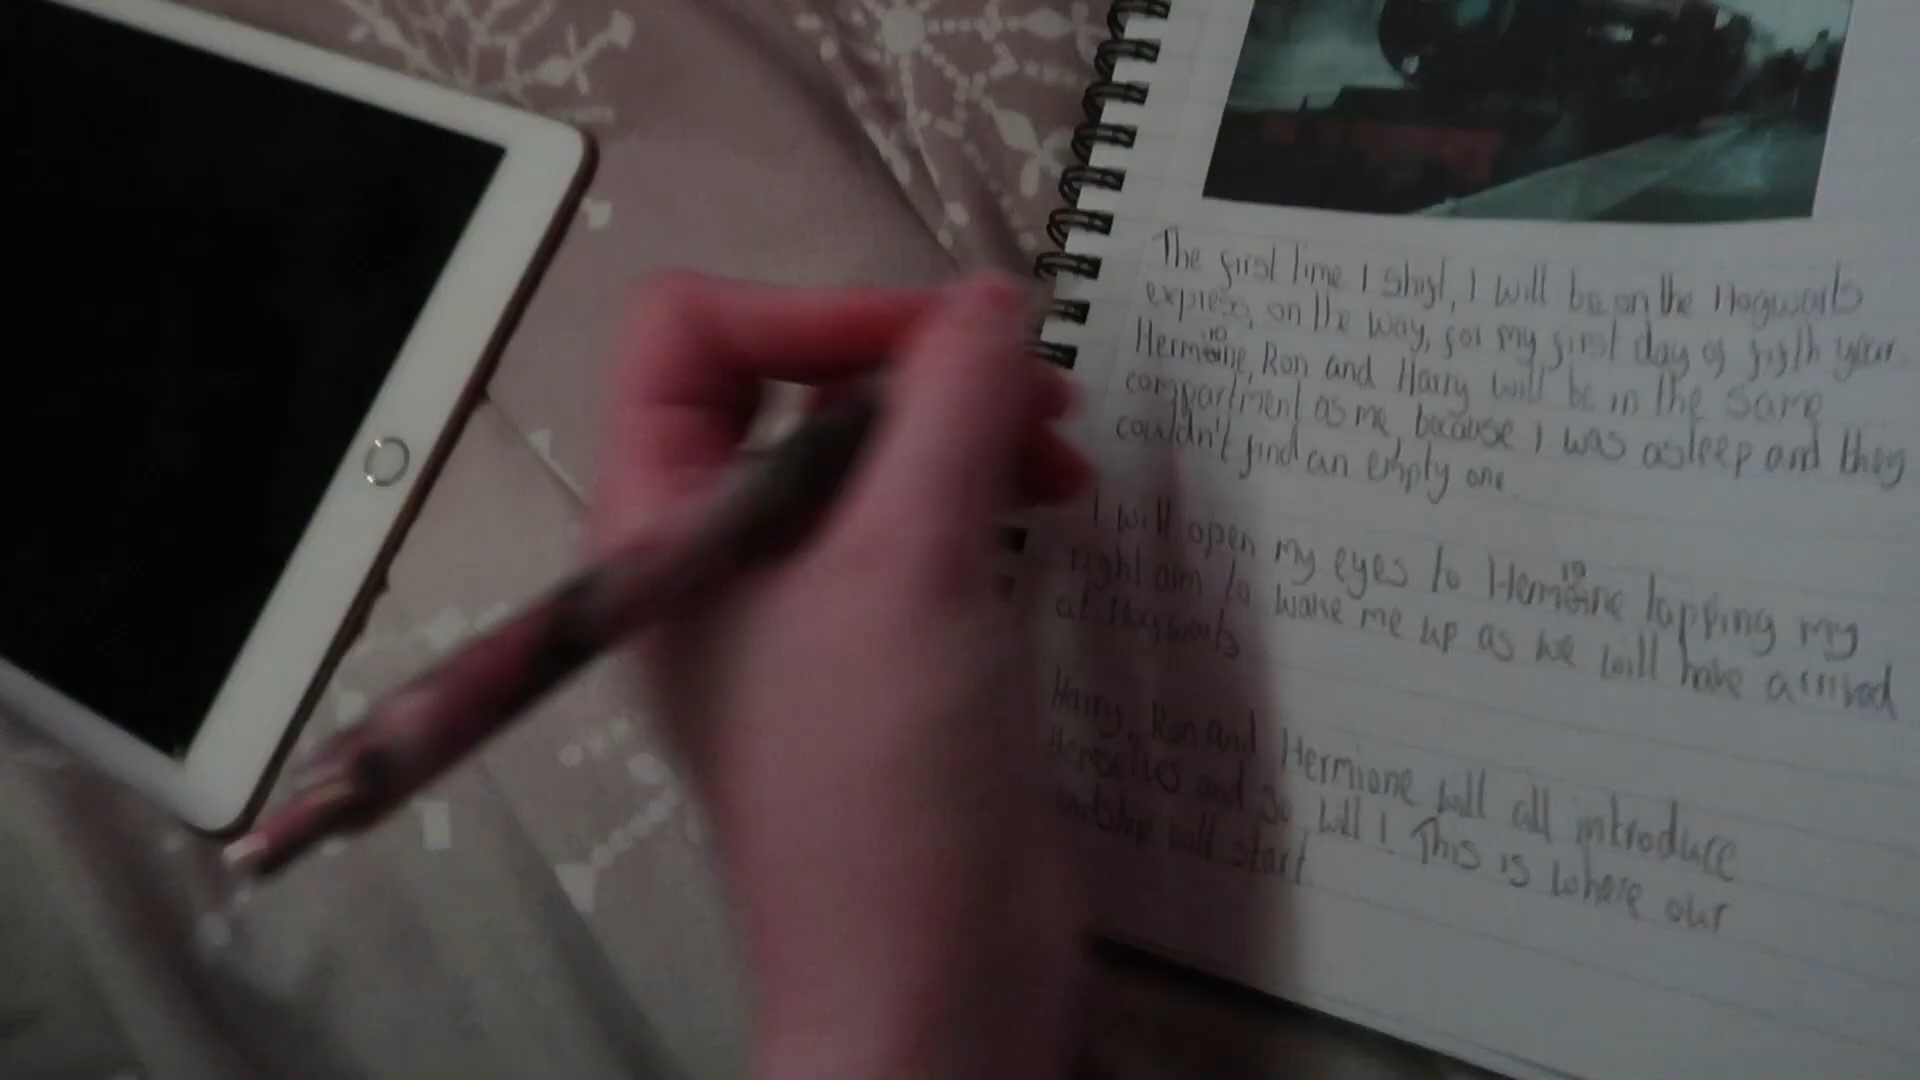 The first time I shift, I will be on the Hogwarts
express, on the way, for my first day of fifth year.
Hermione, Ron and Harry will be in the same
compartment as me, because I was asleep and they
couldn't find an empty one
I will open my eyes to Hermione tapping my
right arm to wake me up as we will have arrived
at Hogwarts
Harry, Ron and Hermione will all introduce
and so will I! This is where our
will start